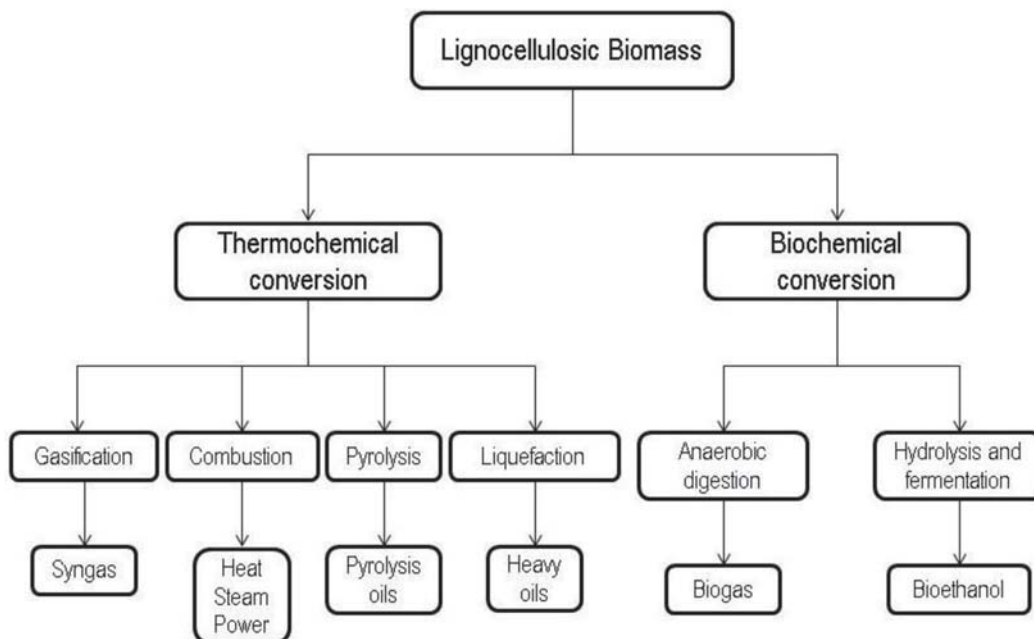 Lignocellulosic Biomass
Thermochemical
conversion
Biochemical
conversion
Gasification
Combustion
Pyrolysis
Liquefaction
Anaerobic
digestion
Hydrolysis and
fermentation
Syngas
Heat
Steam
Power
Pyrolysis
oils
Heavy
oils
Biogas
Bioethanol